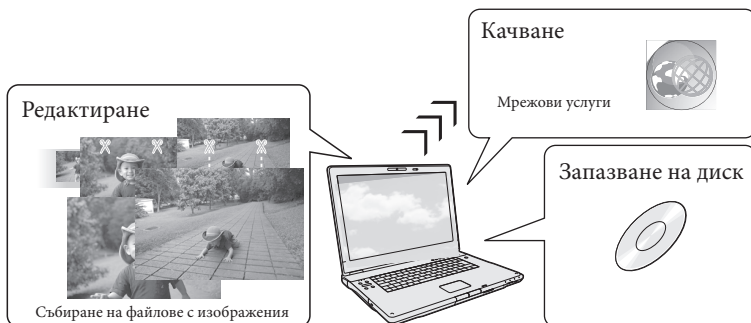 Качване
Мрежови услуги
Редактиране
Събиране на файлове с изображения
Запазване на диск